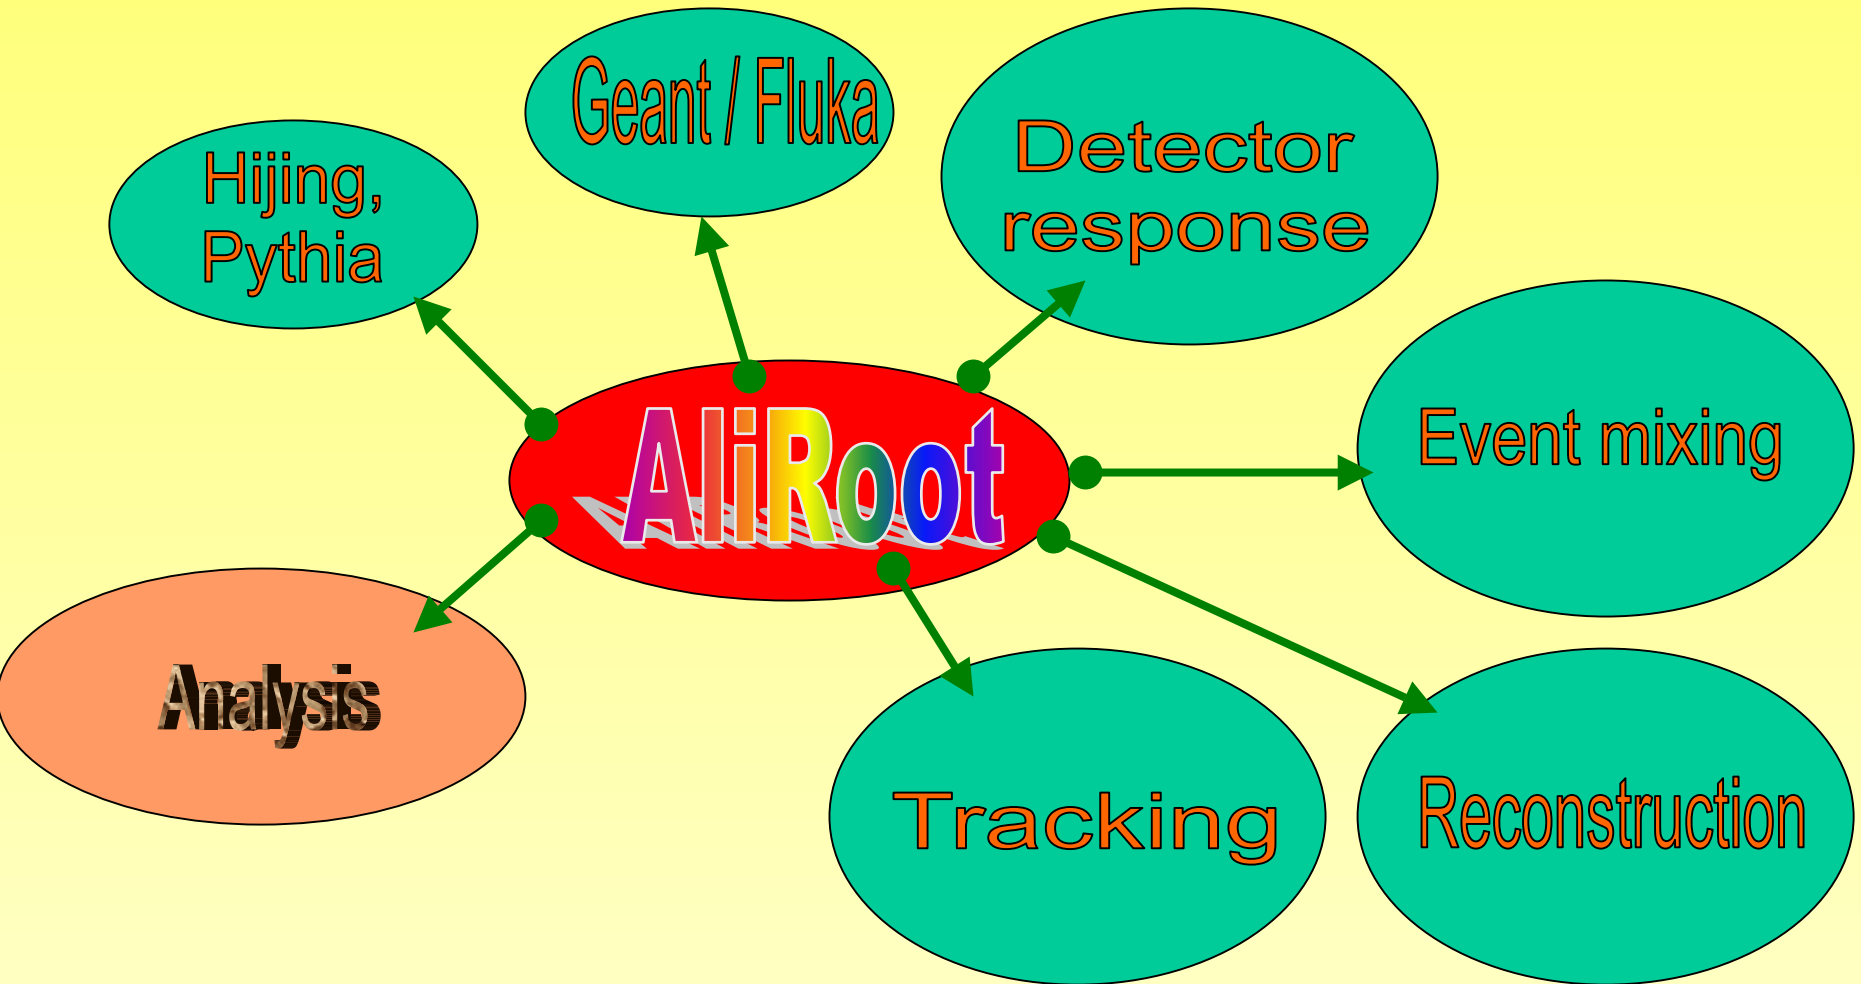 Geant / Fluka
Detector
response
Hijing,
Pythia
Event mixing
AliRoot
Analysis
Tracking
Reconstruction